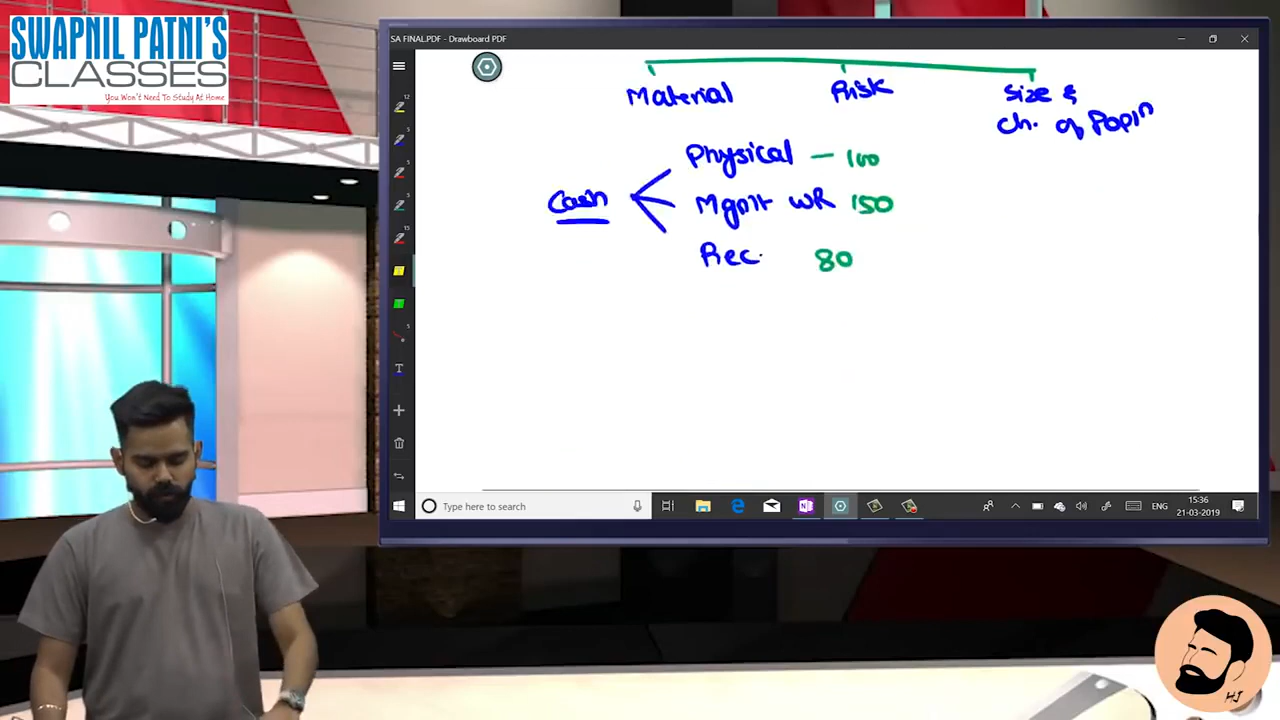 SWAPNIL PATNI'S
CLASSES
You Won't Need To Study At Home
SA FINAL.PDF - Drawboard PDF
Material Risk Size &
Ch. of Popln
Physical - 100
Cash Mgmt WR 150
Rec. 80
Type here to search
ENG
15:36
21-03-2019
HJ